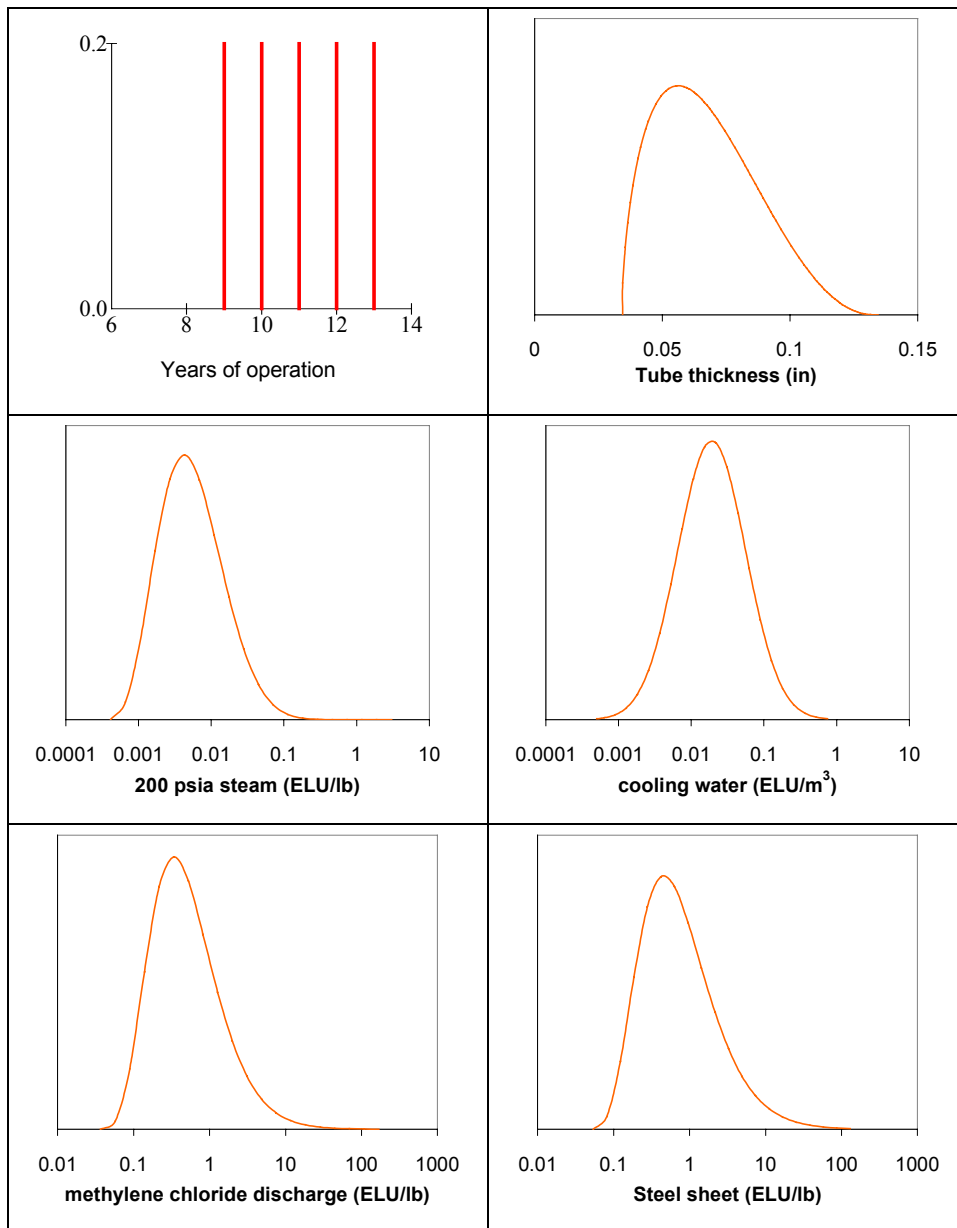 0.2
0.0
6 8 10 12 14
Years of operation
0 0.05 0.1 0.15
Tube thickness (in)
0.0001 0.001 0.01 0.1 1 10
200 psia steam (ELU/lb)
0.0001 0.001 0.01 0.1 1 10
cooling water (ELU/m³)
0.01 0.1 1 10 100 1000
methylene chloride discharge (ELU/lb)
0.01 0.1 1 10 100 1000
Steel sheet (ELU/Lb)